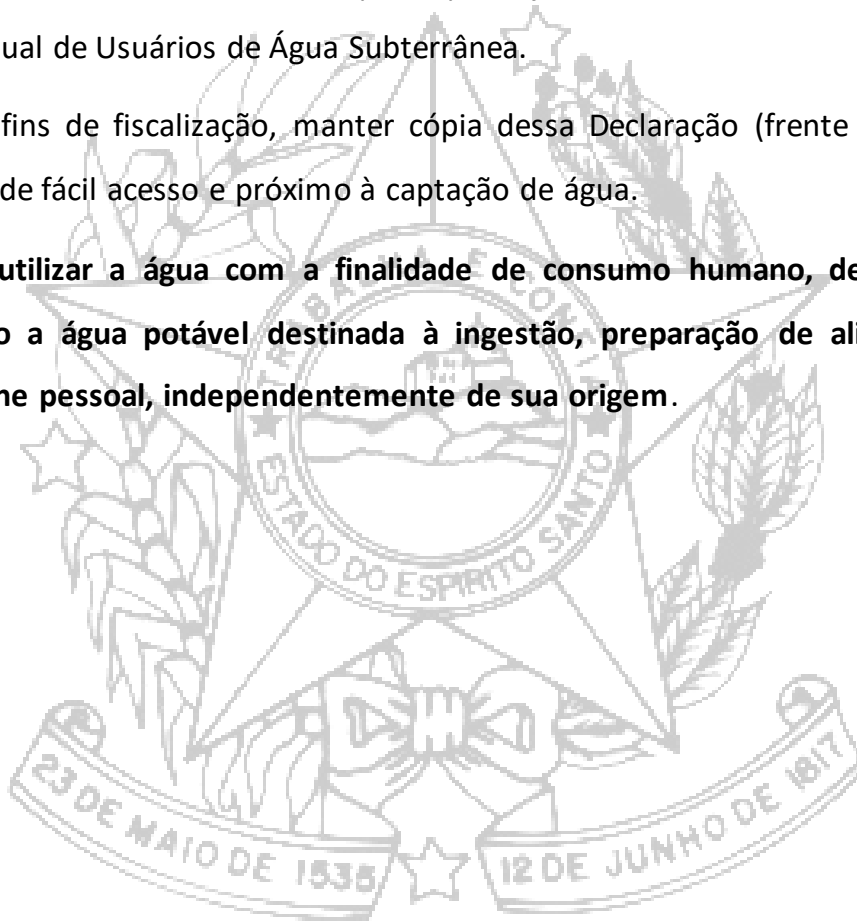 ual de Usuários de Água Subterrânea.
fins de fiscalização, manter cópia dessa Declaração (frente
de fácil acesso e próximo à captação de água.
utilizar a água com a finalidade de consumo humano, de
o a água potável destinada à ingestão, preparação de ali
ne pessoal, independentemente de sua origem.
TRABALHA E CONFIA
ESTADO DO ESPIRITO SANTO
23 DE MAIO DE 1535
12 DE JUNHO DE 1817